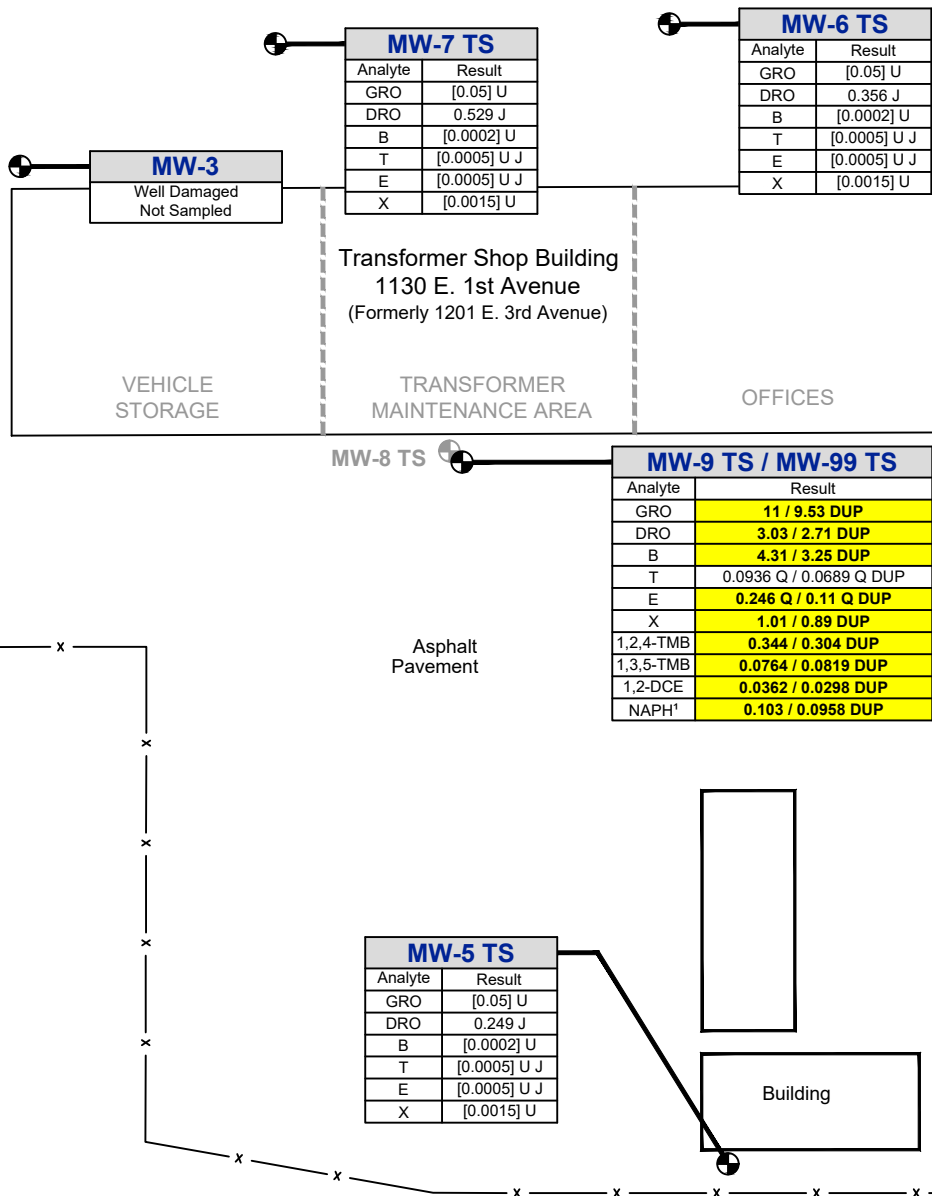 MW-7 TS
Analyte Result
GRO [0.05] U
DRO 0.529 J
B [0.0002] U
T [0.0005] U J
E [0.0005] U J
X [0.0015] U
MW-6 TS
Analyte Result
GRO [0.05] U
DRO 0.356 J
B [0.0002] U
T [0.0005] U J
E [0.0005] U J
X [0.0015] U
MW-3
Well Damaged
Not Sampled
Transformer Shop Building
1130 E. 1st Avenue
(Formerly 1201 E. 3rd Avenue)
VEHICLE
STORAGE
TRANSFORMER
MAINTENANCE AREA
OFFICES
MW-8 TS
MW-9 TS / MW-99 TS
Analyte Result
GRO 11 / 9.53 DUP
DRO 3.03 / 2.71 DUP
B 4.31 / 3.25 DUP
T 0.0936 Q / 0.0689 Q DUP
E 0.246 Q / 0.11 Q DUP
X 1.01 / 0.89 DUP
1,2,4-TMB 0.344 / 0.304 DUP
1,3,5-TMB 0.0764 / 0.0819 DUP
1,2-DCE 0.0362 / 0.0298 DUP
NAPH¹ 0.103 / 0.0958 DUP
Asphalt
Pavement
x
x
x
x
x
MW-5 TS
Analyte Result
GRO [0.05] U
DRO 0.249 J
B [0.0002] U
T [0.0005] U J
E [0.0005] U J
X [0.0015] U
Building
x
x
x
x
x
x
x